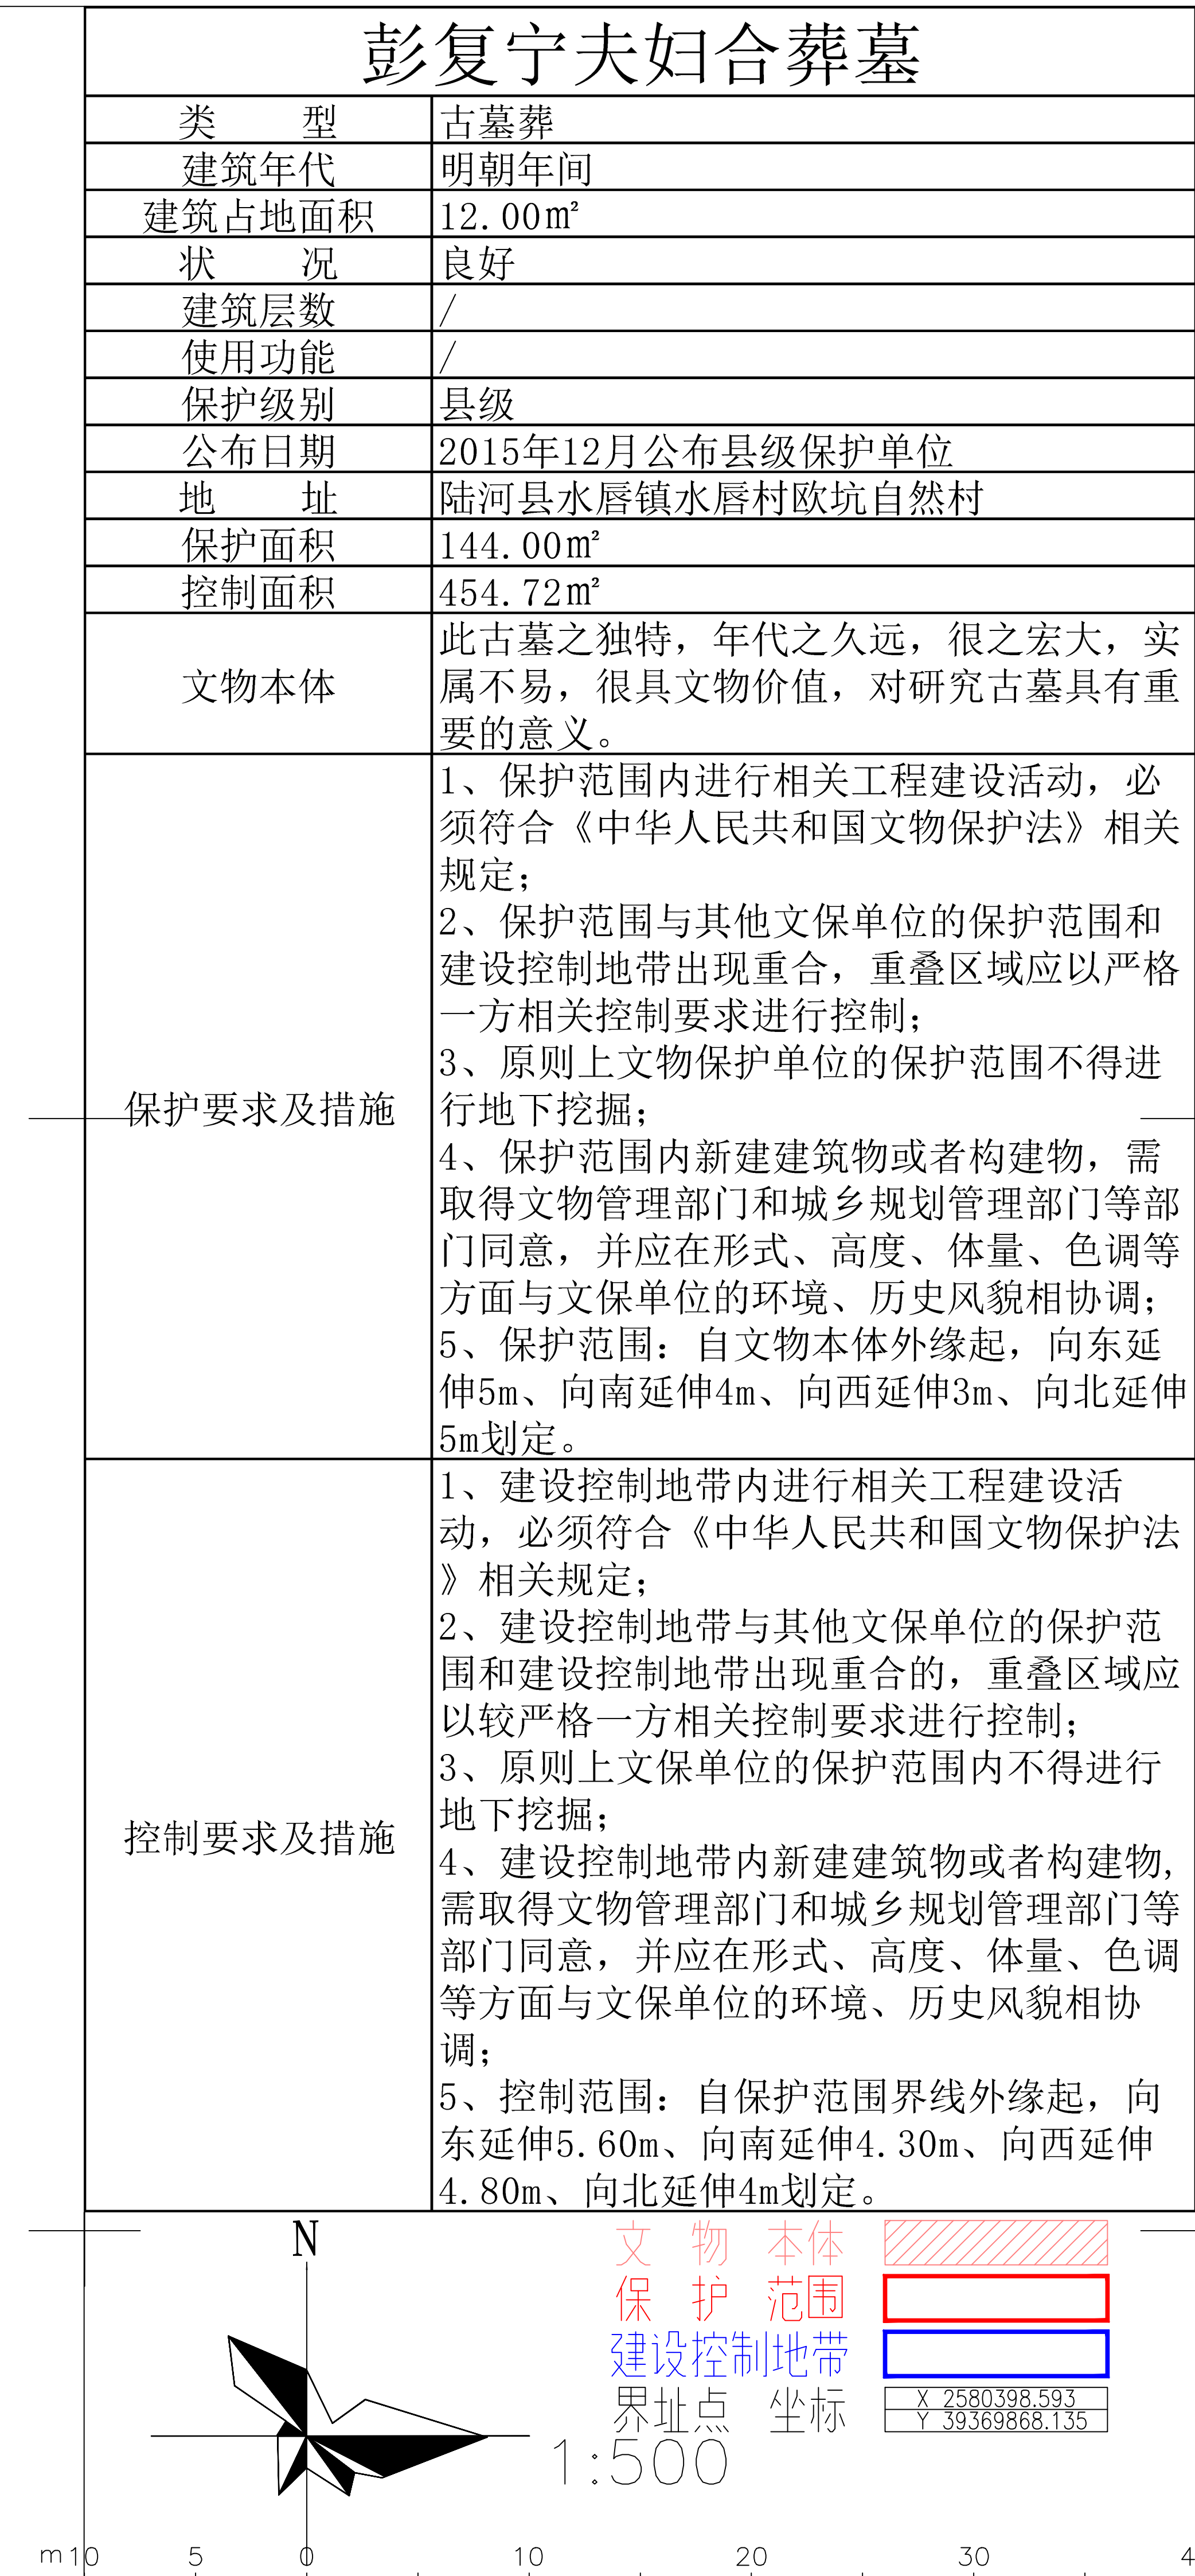 彭复宁夫妇合葬墓
类 型 古墓葬
建筑年代 明朝年间
建筑占地面积 12.00㎡
状 况 良好
建筑层数 /
使用功能 /
保护级别 县级
公布日期 2015年12月公布县级保护单位
地 址 陆河县水唇镇水唇村欧坑自然村
保护面积 144.00㎡
控制面积 454.72㎡
文物本体
此古墓之独特，年代之久远，很之宏大，实
属不易，很具文物价值，对研究古墓具有重
要的意义。
保护要求及措施
1、保护范围内进行相关工程建设活动，必
须符合《中华人民共和国文物保护法》相关
规定；
2、保护范围与其他文保单位的保护范围和
建设控制地带出现重合，重叠区域应以严格
一方相关控制要求进行控制；
3、原则上文物保护单位的保护范围不得进
行地下挖掘；
4、保护范围内新建建筑物或者构建物，需
取得文物管理部门和城乡规划管理部门等部
门同意，并应在形式、高度、体量、色调等
方面与文保单位的环境、历史风貌相协调；
5、保护范围：自文物本体外缘起，向东延
伸5m、向南延伸4m、向西延伸3m、向北延伸
5m划定。
控制要求及措施
1、建设控制地带内进行相关工程建设活
动，必须符合《中华人民共和国文物保护法
》相关规定；
2、建设控制地带与其他文保单位的保护范
围和建设控制地带出现重合的，重叠区域应
以较严格一方相关控制要求进行控制；
3、原则上文保单位的保护范围内不得进行
地下挖掘；
4、建设控制地带内新建建筑物或者构建物，
需取得文物管理部门和城乡规划管理部门等
部门同意，并应在形式、高度、体量、色调
等方面与文保单位的环境、历史风貌相协
调；
5、控制范围：自保护范围界线外缘起，向
东延伸5.60m、向南延伸4.30m、向西延伸
4.80m、向北延伸4m划定。
N
文 物 本体
保 护 范围
建设控制地带
界址点 坐标
X 2580398.593
Y 39369868.135
1:500
m10 5 0 10 20 30 4